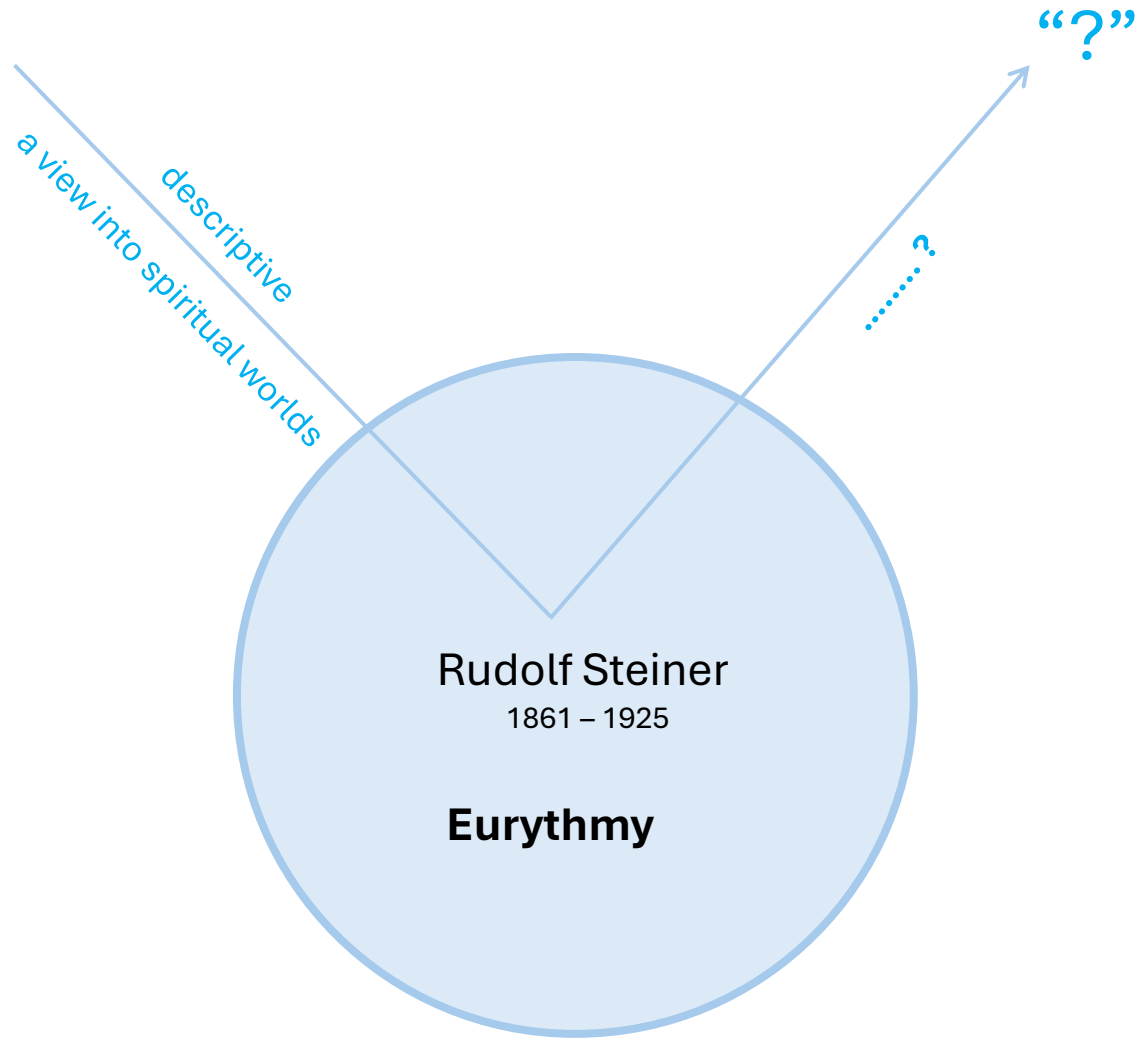 “?”
descriptive
a view into spiritual worlds
........?
Rudolf Steiner
1861 – 1925
Eurythmy